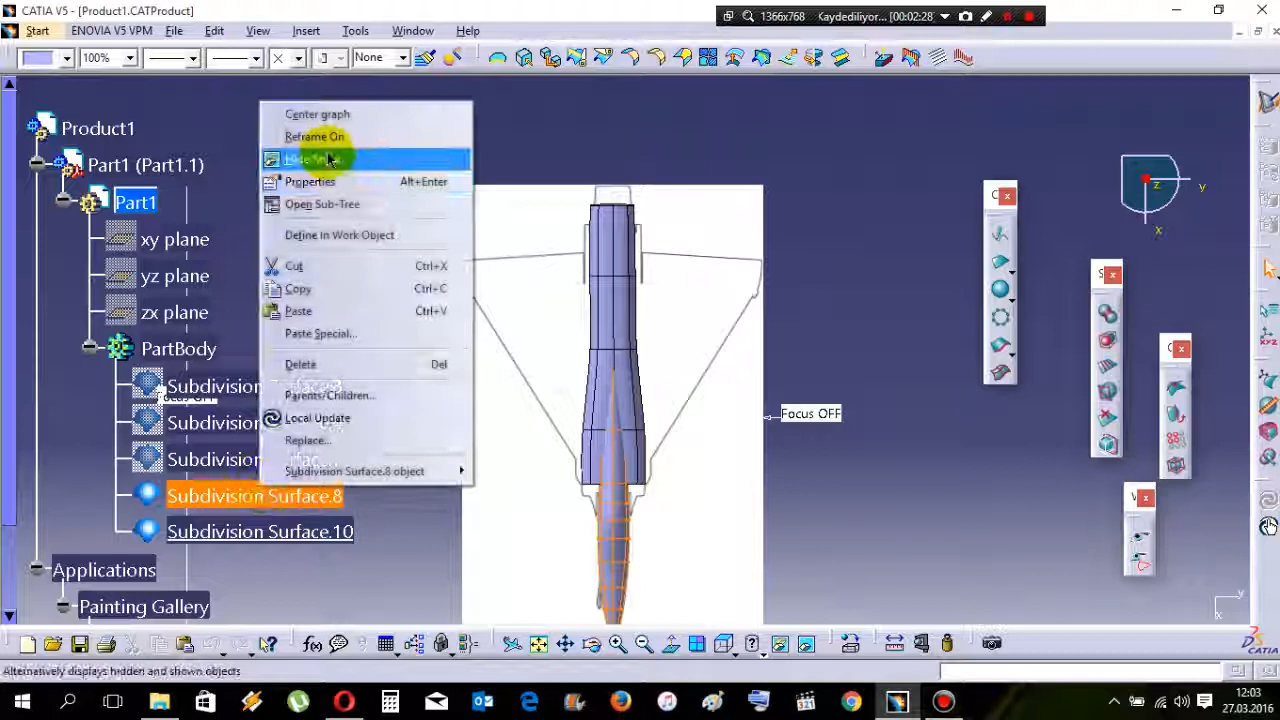 CATIA V5 - [Product1.CATProduct]
1366x768 Kaydediliyor... [00:02:28]
Start ENOVIA V5 VPM File Edit View Insert Tools Window Help
100% None
Center graph
Reframe On
Hide/Show
Properties Alt+Enter
Open Sub-Tree
Define In Work Object
Cut Ctrl+X
Copy Ctrl+C
Paste Ctrl+V
Paste Special...
Delete Del
Parents/Children...
Local Update
Replace...
Subdivision Surface.8 object
Product1
Part1 (Part1.1)
Part1
xy plane
yz plane
zx plane
PartBody
Subdivision
Subdivision
Subdivision
Subdivision Surface.8
Subdivision Surface.10
Applications
Painting Gallery
Focus OFF
z
y
x
y
x
CATIA
Alternatively displays hidden and shown objects
12:03
27.03.2016